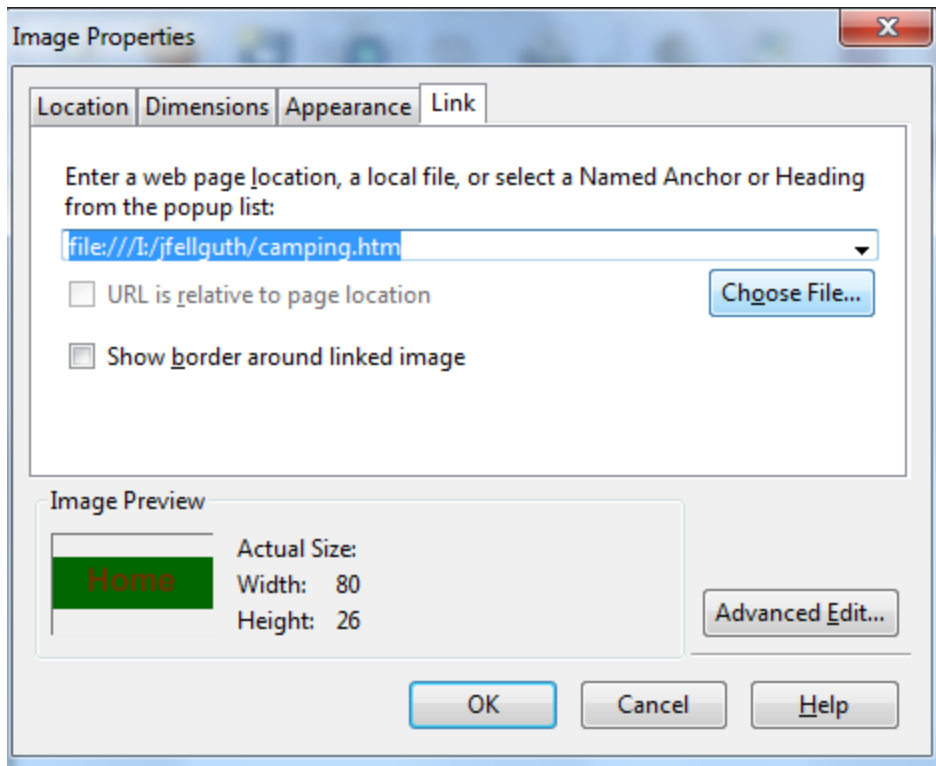 Image Properties
Location Dimensions Appearance Link
Enter a web page location, a local file, or select a Named Anchor or Heading
from the popup list:
file:///I:/jfellguth/camping.htm
URL is relative to page location
Choose File...
Show border around linked image
Image Preview
Home
Actual Size:
Width: 80
Height: 26
Advanced Edit...
OK Cancel Help